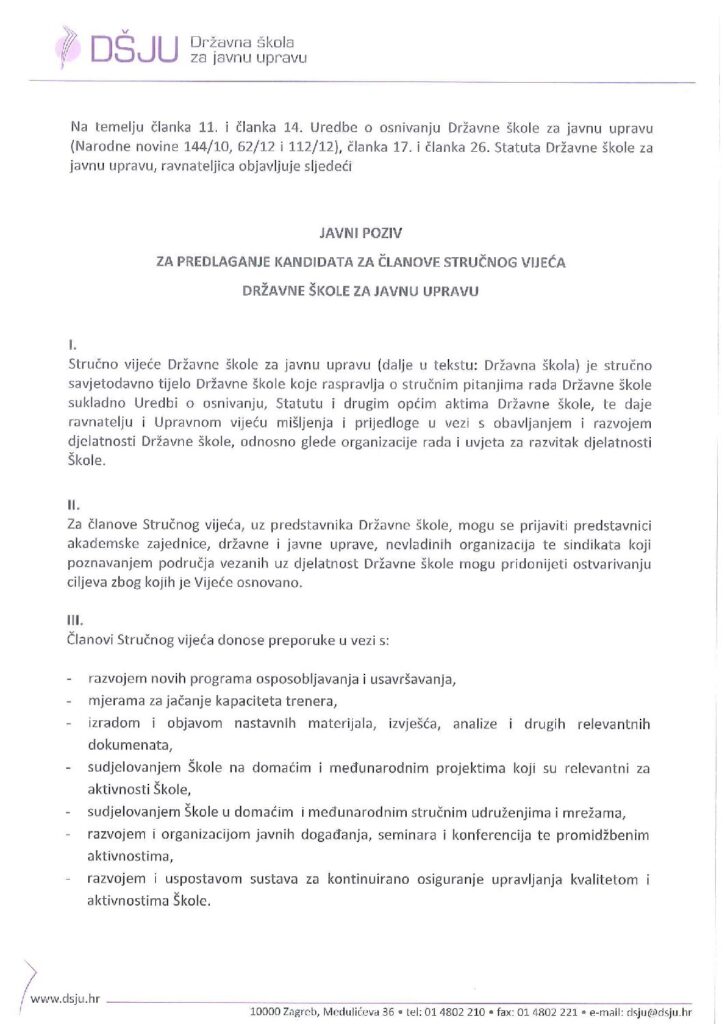 DŠJU Državna škola
za javnu upravu
Na temelju članka 11. i članka 14. Uredbe o osnivanju Državne škole za javnu upravu
(Narodne novine 144/10, 62/12 i 112/12), članka 17. i članka 26. Statuta Državne škole za
javnu upravu, ravnateljica objavljuje sljedeći
JAVNI POZIV
ZA PREDLAGANJE KANDIDATA ZA ČLANOVE STRUČNOG VIJEĆA
DRŽAVNE ŠKOLE ZA JAVNU UPRAVU
I.
Stručno vijeće Državne škole za javnu upravu (dalje u tekstu: Državna škola) je stručno
savjetodavno tijelo Državne škole koje raspravlja o stručnim pitanjima rada Državne škole
sukladno Uredbi o osnivanju, Statutu i drugim općim aktima Državne škole, te daje
ravnatelju i Upravnom vijeću mišljenja i prijedloge u vezi s obavljanjem i razvojem
djelatnosti Državne škole, odnosno glede organizacije rada i uvjeta za razvitak djelatnosti
Škole.
II.
Za članove Stručnog vijeća, uz predstavnika Državne škole, mogu se prijaviti predstavnici
akademske zajednice, državne i javne uprave, nevladinih organizacija te sindikata koji
poznavanjem područja vezanih uz djelatnost Državne škole mogu pridonijeti ostvarivanju
ciljeva zbog kojih je Vijeće osnovano.
III.
Članovi Stručnog vijeća donose preporuke u vezi s:
- razvojem novih programa osposobljavanja i usavršavanja,
- mjerama za jačanje kapaciteta trenera,
- izradom i objavom nastavnih materijala, izvješća, analize i drugih relevantnih
dokumenata,
- sudjelovanjem Škole na domaćim i međunarodnim projektima koji su relevantni za
aktivnosti Škole,
- sudjelovanjem Škole u domaćim i međunarodnim stručnim udruženjima i mrežama,
- razvojem i organizacijom javnih događanja, seminara i konferencija te promidžbenim
aktivnostima,
- razvojem i uspostavom sustava za kontinuirano osiguranje upravljanja kvalitetom i
aktivnostima Škole.
www.dsju.hr
10000 Zagreb, Medulićeva 36 • tel: 01 4802 210 • fax: 01 4802 221 • e-mail: dsju@dsju.hr